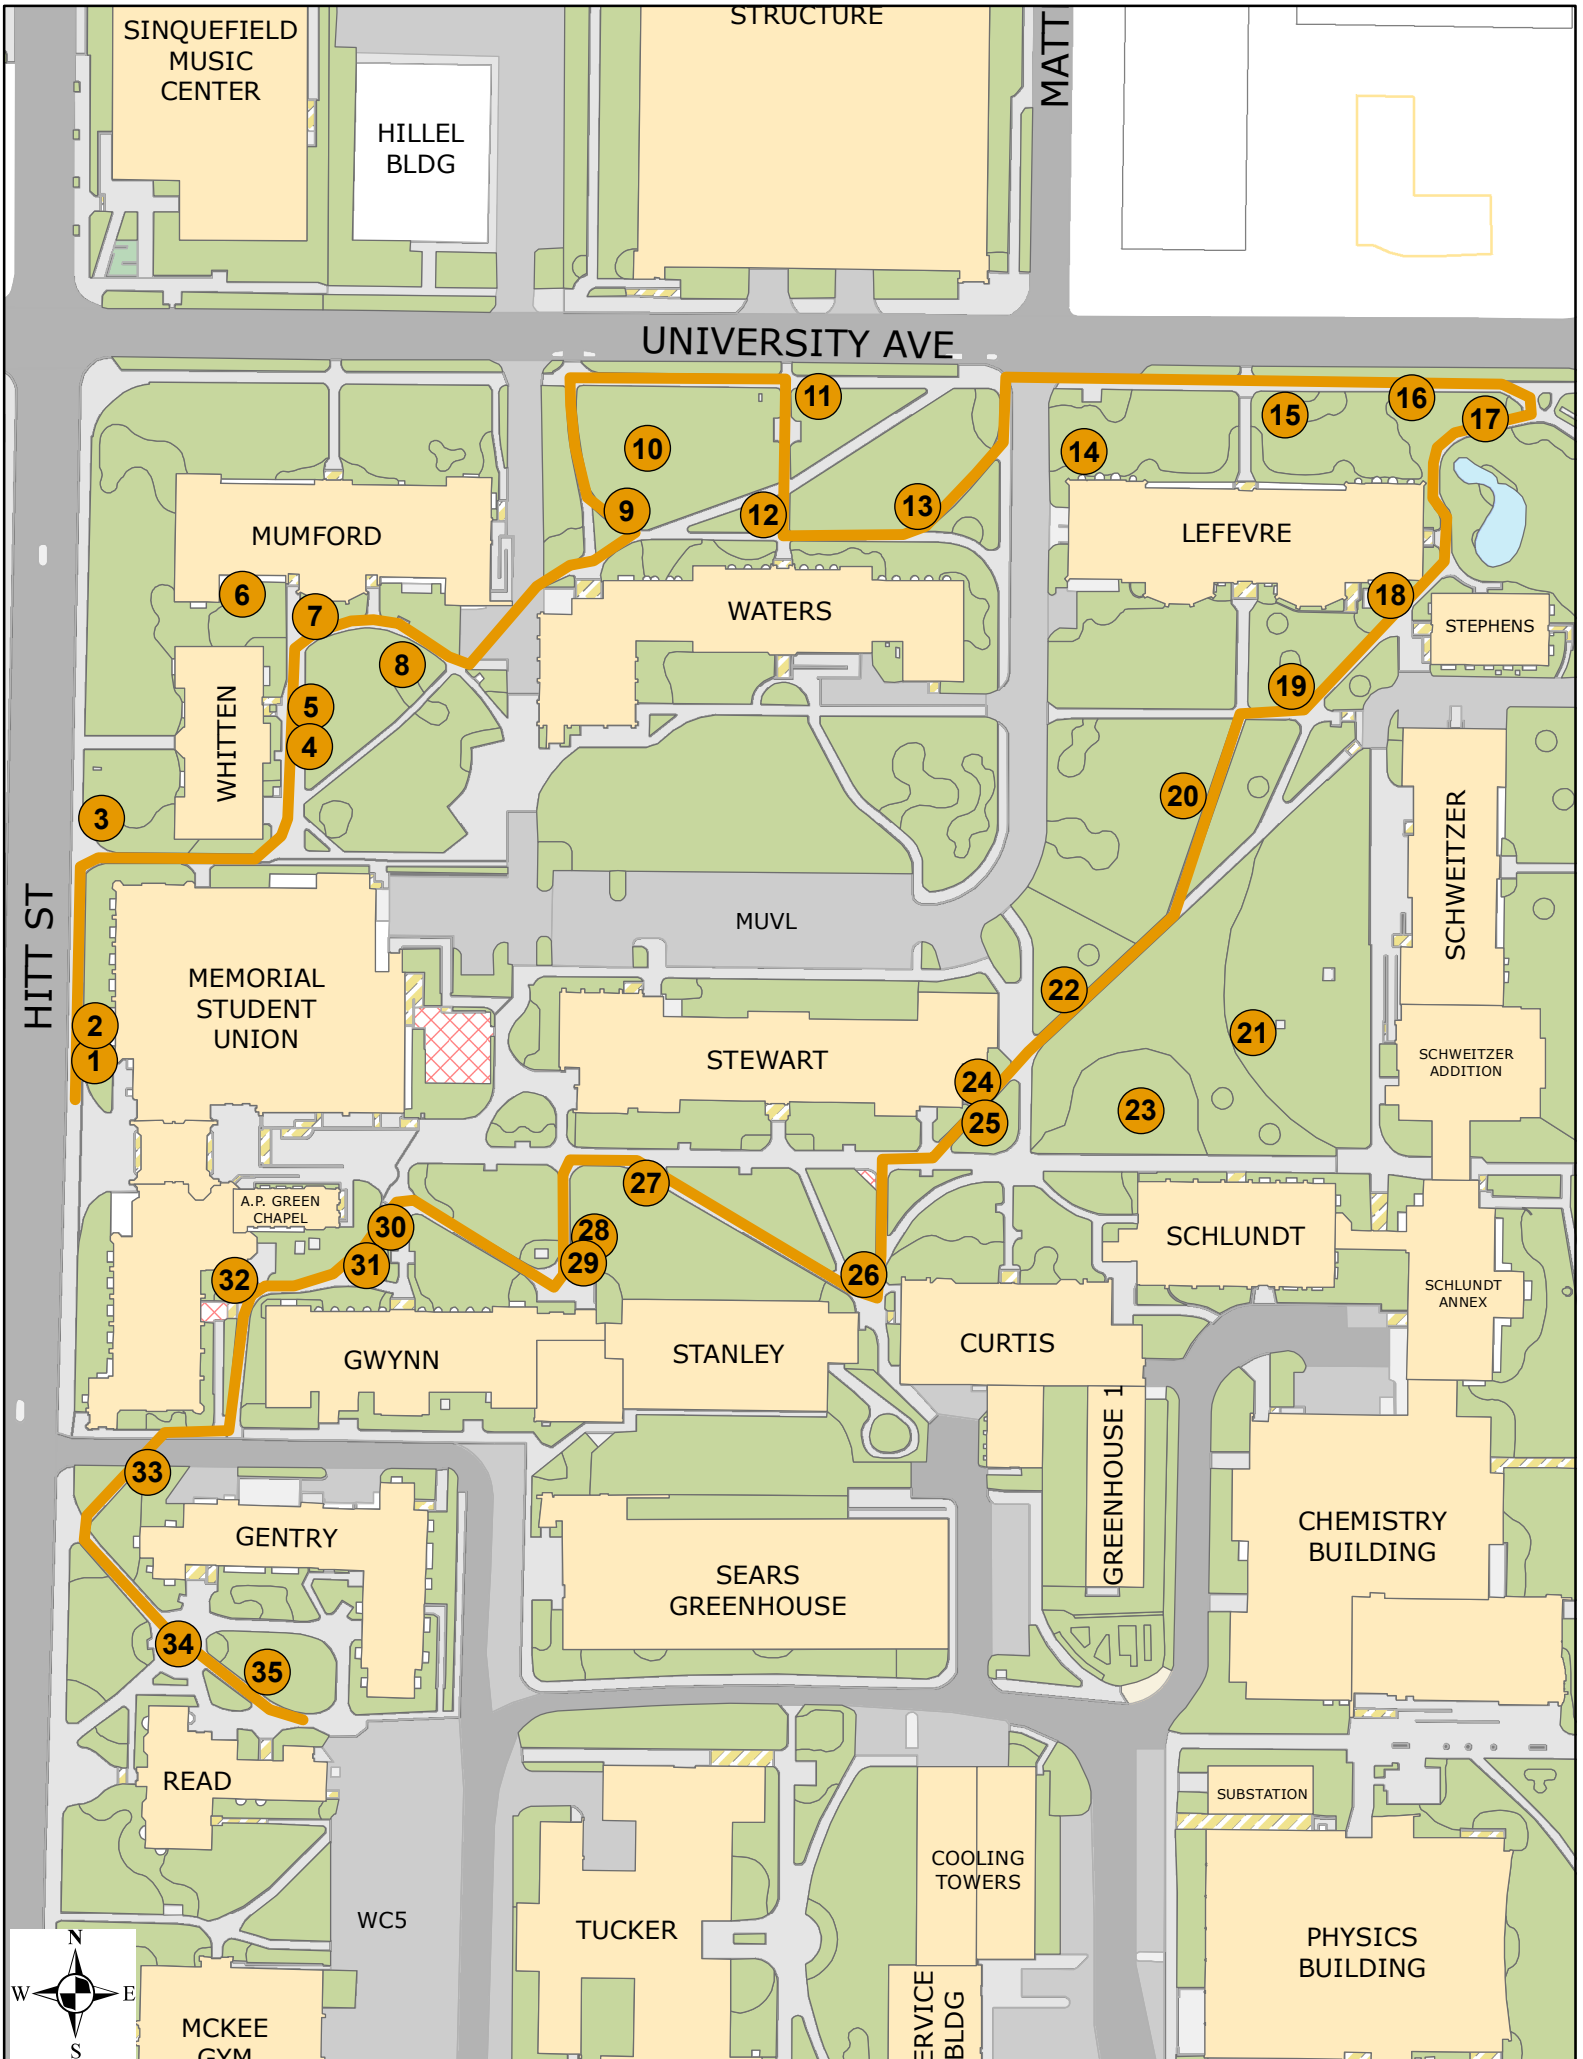 SINQUEFIELD
MUSIC
CENTER
HILLEL
BLDG
STRUCTURE
MATT
UNIVERSITY AVE
11
16
15
17
10
14
9
12
13
MUMFORD
LEFEVRE
6
7
WATERS
18
STEPHENS
8
19
5
4
WHITTEN
20
3
SCHWEITZER
HITT ST
MUVL
MEMORIAL
STUDENT
UNION
22
2
1
21
STEWART
SCHWEITZER
ADDITION
24
25
23
27
A.P. GREEN
CHAPEL
30
28
29
31
32
26
SCHLUNDT
SCHLUNDT
ANNEX
GWYNN
STANLEY
CURTIS
GREENHOUSE 1
33
GENTRY
SEARS
GREENHOUSE
CHEMISTRY
BUILDING
34
35
READ
SUBSTATION
COOLING
TOWERS
WC5
TUCKER
PHYSICS
BUILDING
N
W
E
S
MCKEE
GYM
ERVICE
BLDG